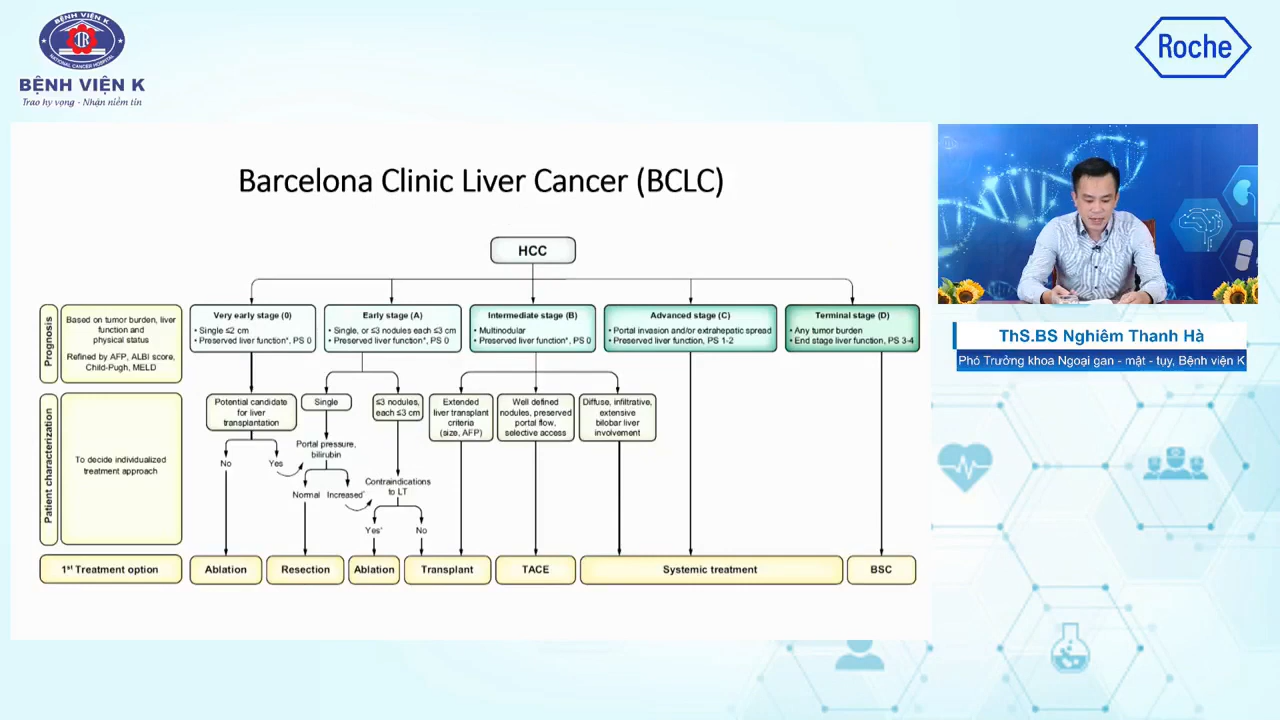 BỆNH VIỆN K
NATIONAL CANCER HOSPITAL
BỆNH VIỆN K
Trao hy vọng - Nhận niềm tin
Roche
Barcelona Clinic Liver Cancer (BCLC)
HCC
Prognosis
Based on tumor burden, liver
function and
physical status
Refined by AFP, ALBI score,
Child-Pugh, MELD
Very early stage (0)
• Single ≤2 cm
• Preserved liver function*, PS 0
Early stage (A)
• Single, or ≤3 nodules each ≤3 cm
• Preserved liver function*, PS 0
Intermediate stage (B)
• Multinodular
• Preserved liver function*, PS 0
Advanced stage (C)
• Portal invasion and/or extrahepatic spread
• Preserved liver function, PS 1-2
Terminal stage (D)
• Any tumor burden
• End stage liver function, PS 3-4
Patient characterization
To decide individualized
treatment approach
Potential candidate
for liver
transplantation
Single
≤3 nodules,
each ≤3 cm
Extended
liver transplant
criteria
(size, AFP)
Well defined
nodules, preserved
portal flow,
selective access
Diffuse, infiltrative,
extensive
bilobar liver
involvement
No
Yes
Portal pressure,
bilirubin
Normal
Increased
Contraindications
to LT
Yes
No
1st Treatment option
Ablation
Resection
Ablation
Transplant
TACE
Systemic treatment
BSC
ThS.BS Nghiêm Thanh Hà
Phó Trưởng khoa Ngoại gan - mật - tụy, Bệnh viện K